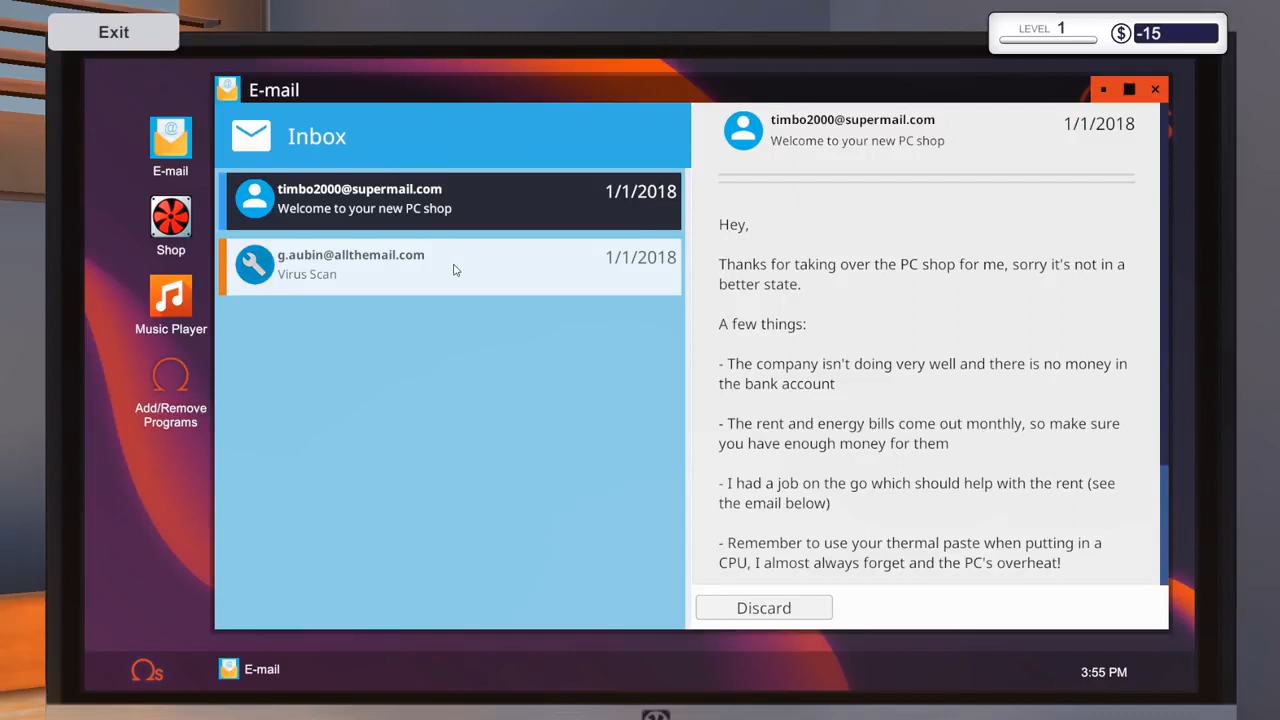 Exit
LEVEL 1
$ -15
E-mail
Inbox
timbo2000@supermail.com
1/1/2018
Welcome to your new PC shop
g.aubin@allthemail.com
1/1/2018
Virus Scan
timbo2000@supermail.com
1/1/2018
Welcome to your new PC shop
Hey,
Thanks for taking over the PC shop for me, sorry it's not in a
better state.
A few things:
- The company isn't doing very well and there is no money in
the bank account
- The rent and energy bills come out monthly, so make sure
you have enough money for them
- I had a job on the go which should help with the rent (see
the email below)
- Remember to use your thermal paste when putting in a
CPU, I almost always forget and the PC's overheat!
Discard
E-mail
Shop
Music Player
Add/Remove
Programs
Ωs
E-mail
3:55 PM